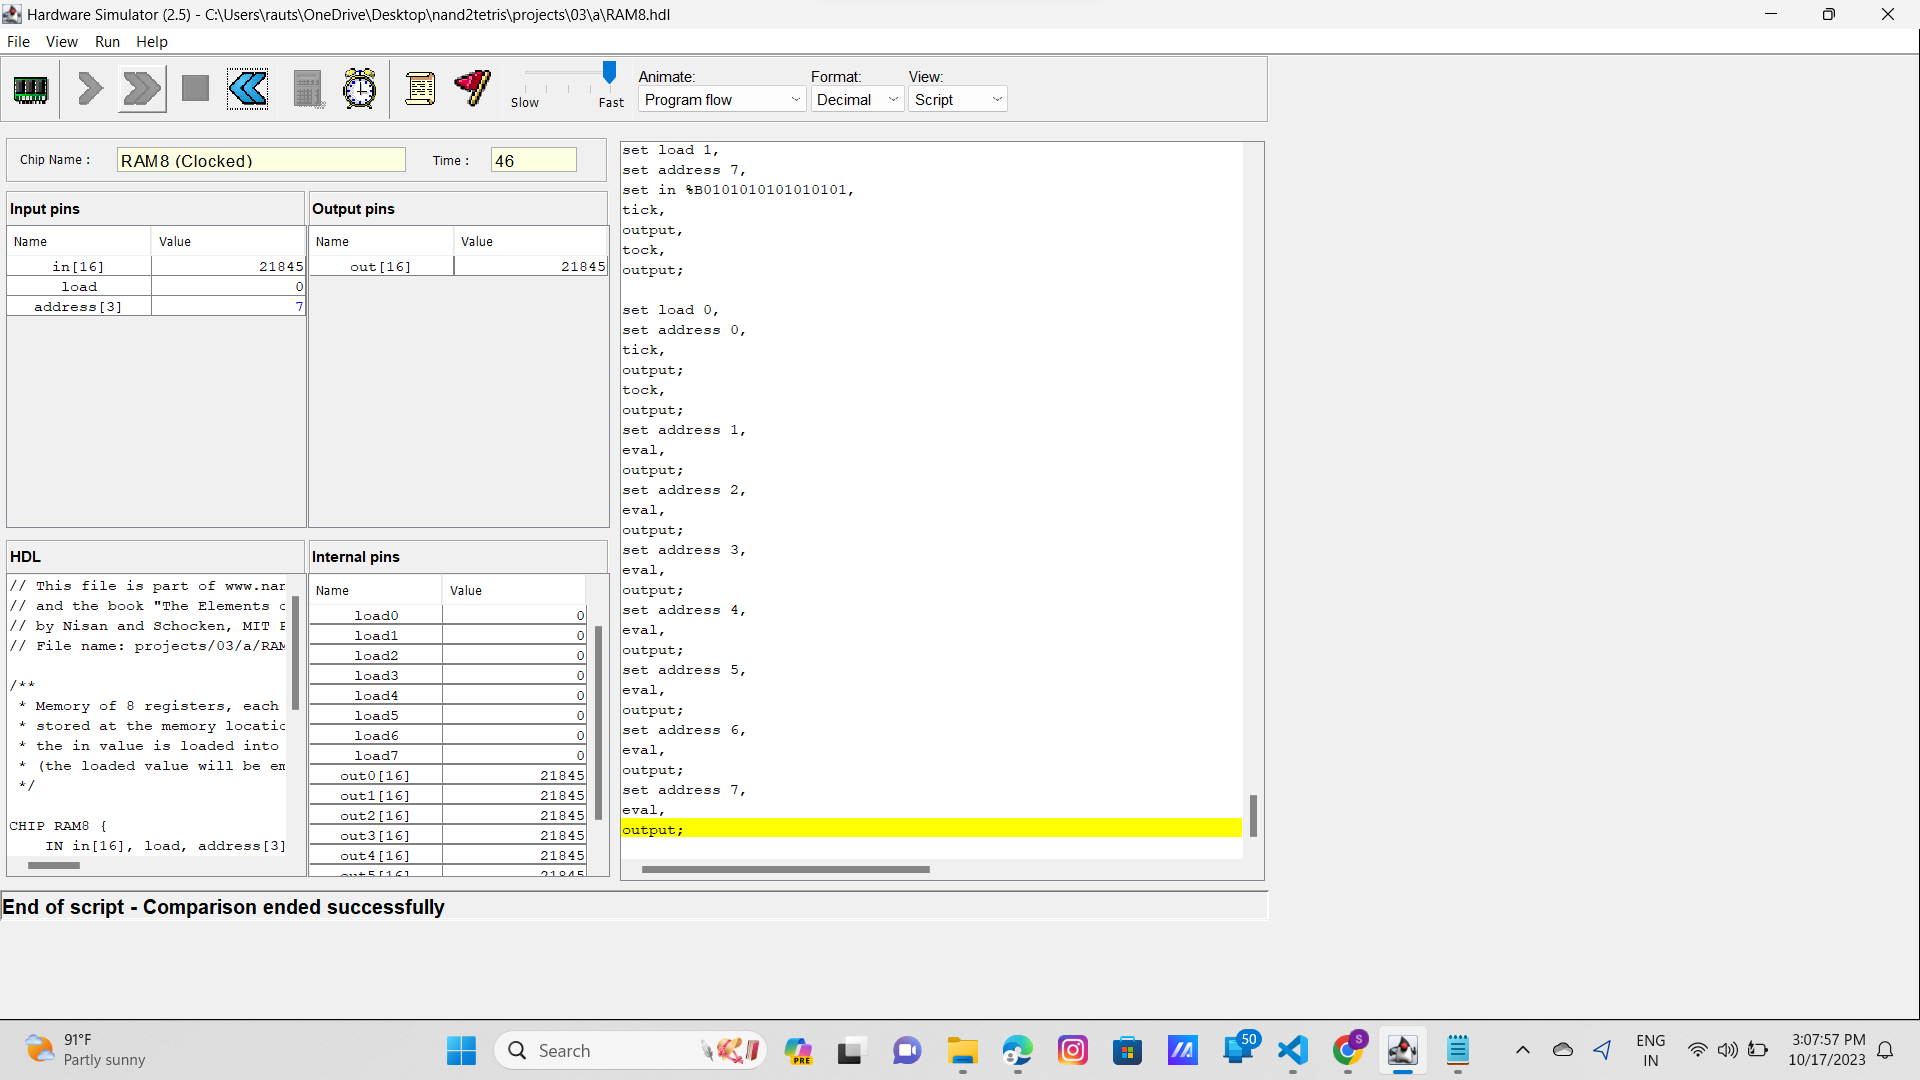 Hardware Simulator (2.5) - C:\Users\rauts\OneDrive\Desktop\nand2tetris\projects\03\a\RAM8.hdl
File View Run Help
Slow Fast
Animate: Format: View:
Program flow Decimal Script
Chip Name : RAM8 (Clocked) Time : 46
Input pins
Name Value
in[16] 21845
load 0
address[3] 7
Output pins
Name Value
out[16] 21845
HDL
// This file is part of www.nan
// and the book "The Elements o
// by Nisan and Schocken, MIT P
// File name: projects/03/a/RAM
/**
* Memory of 8 registers, each
* stored at the memory locatio
* the in value is loaded into
* (the loaded value will be em
*/
CHIP RAM8 {
IN in[16], load, address[3]
Internal pins
Name Value
load0 0
load1 0
load2 0
load3 0
load4 0
load5 0
load6 0
load7 0
out0[16] 21845
out1[16] 21845
out2[16] 21845
out3[16] 21845
out4[16] 21845
out5[16] 21845
set load 1,
set address 7,
set in %B0101010101010101,
tick,
output,
tock,
output;
set load 0,
set address 0,
tick,
output;
tock,
output;
set address 1,
eval,
output;
set address 2,
eval,
output;
set address 3,
eval,
output;
set address 4,
eval,
output;
set address 5,
eval,
output;
set address 6,
eval,
output;
set address 7,
eval,
output;
End of script - Comparison ended successfully
91°F
Partly sunny
Search
PRE
50
S
ENG
IN
3:07:57 PM
10/17/2023